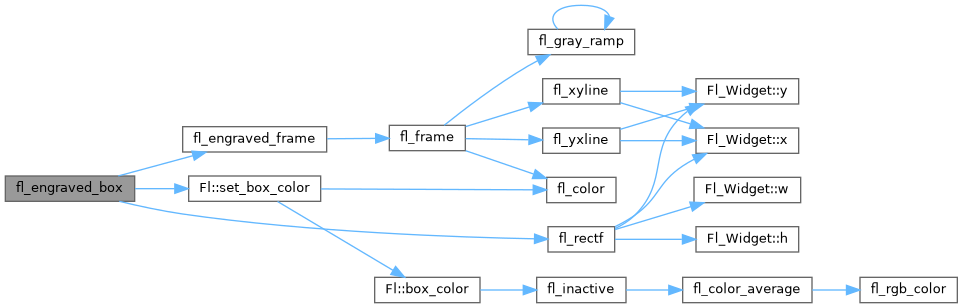 fl_gray_ramp
fl_xyline
Fl_Widget::y
fl_engraved_frame
fl_frame
fl_yxline
Fl_Widget::x
fl_engraved_box
Fl::set_box_color
fl_color
Fl_Widget::w
fl_rectf
Fl_Widget::h
Fl::box_color
fl_inactive
fl_color_average
fl_rgb_color